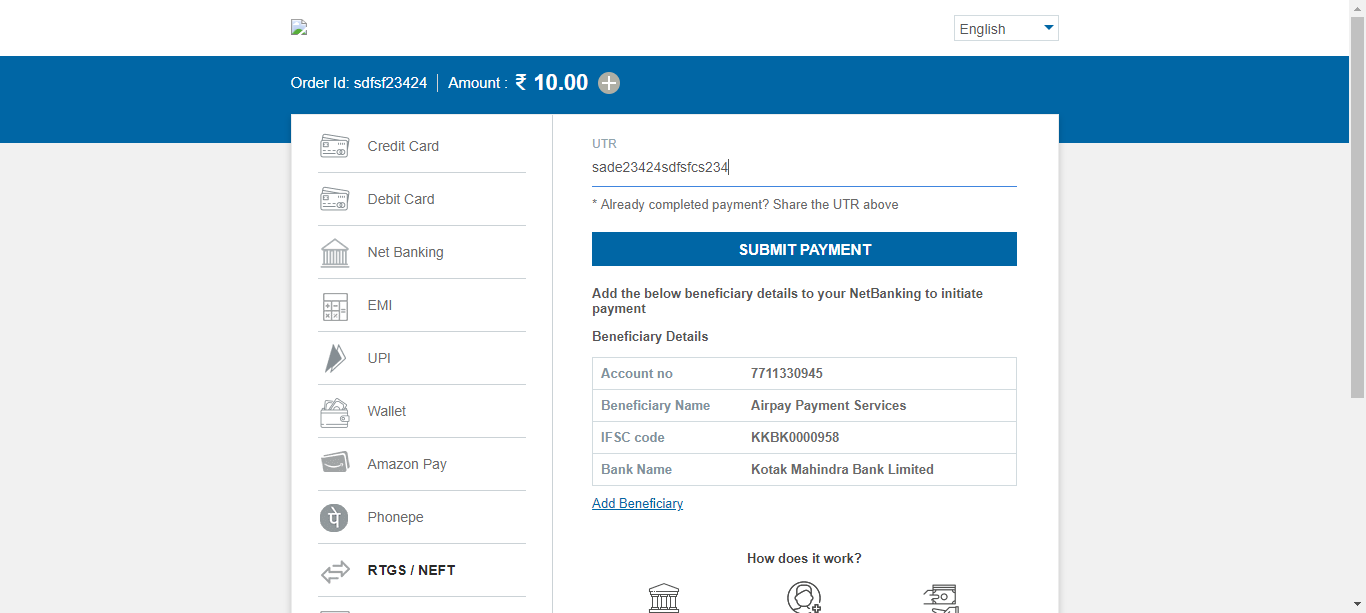 English
Order Id: sdfsf23424 | Amount : ₹ 10.00
Credit Card
Debit Card
Net Banking
EMI
UPI
Wallet
Amazon Pay
Phonepe
RTGS / NEFT
UTR
sade23424sdfsfcs234
* Already completed payment? Share the UTR above
SUBMIT PAYMENT
Add the below beneficiary details to your NetBanking to initiate
payment
Beneficiary Details
Account no 7711330945
Beneficiary Name Airpay Payment Services
IFSC code KKBK0000958
Bank Name Kotak Mahindra Bank Limited
Add Beneficiary
How does it work?